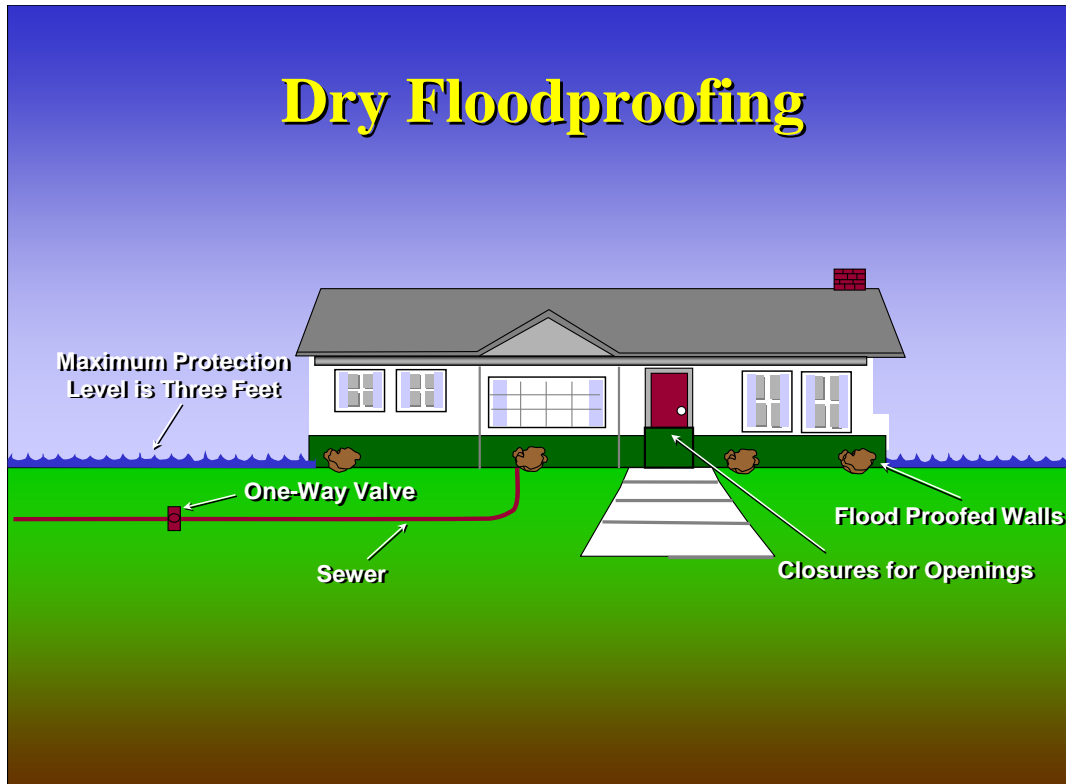 Dry Floodproofing
Maximum Protection
Level is Three Feet
One-Way Valve
Flood Proofed Walls
Sewer
Closures for Openings